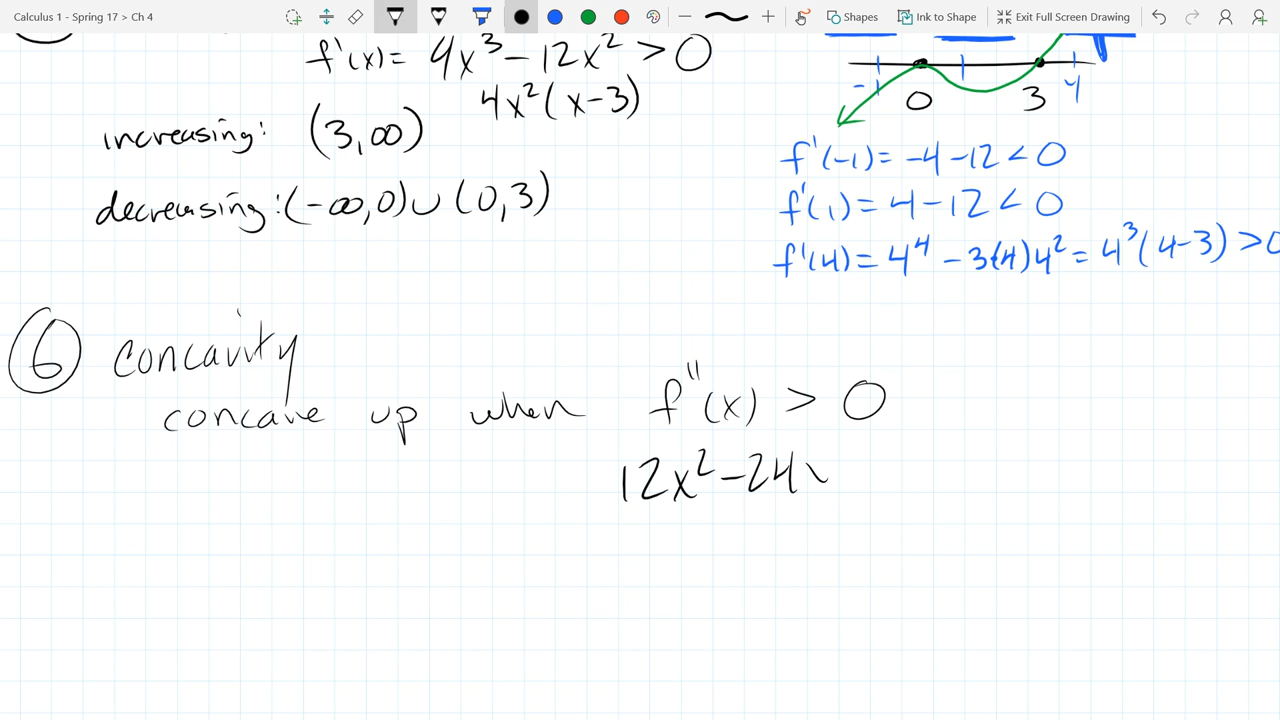 Calculus 1 - Spring 17 > Ch 4
Shapes
Ink to Shape
Exit Full Screen Drawing
f'(x) = 4x³ - 12x² > 0
4x²(x-3)
increasing: (3,∞)
decreasing: (-∞,0)∪(0,3)
-1 0 3 4
f'(-1) = -4-12 < 0
f'(1) = 4-12 < 0
f'(4) = 4⁴ - 3(4)4² = 4³(4-3) > 0
6 concavity
concave up when f''(x) > 0
12x² - 24